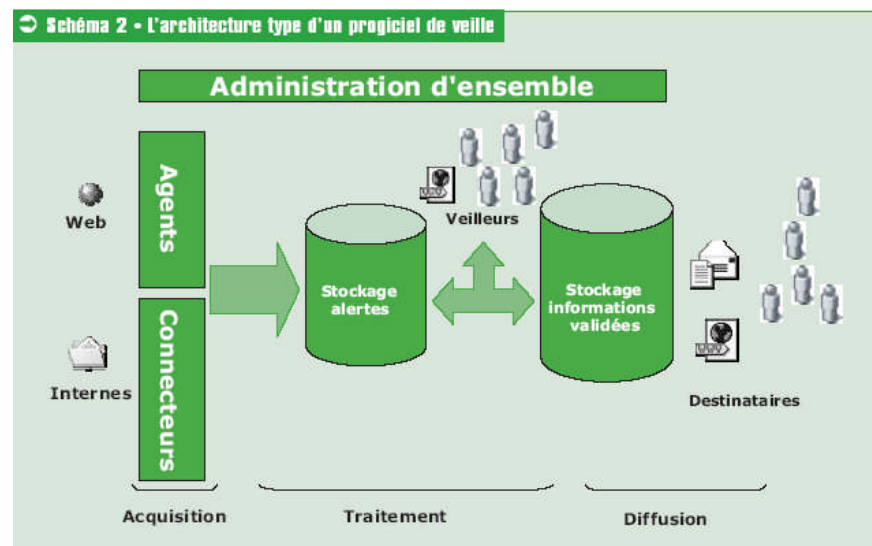 Schéma 2 • L'architecture type d'un progiciel de veille
Administration d'ensemble
Agents
Web
Veilleurs
Stockage
alertes
Stockage
informations
validées
Connecteurs
Internes
Destinataires
Acquisition
Traitement
Diffusion